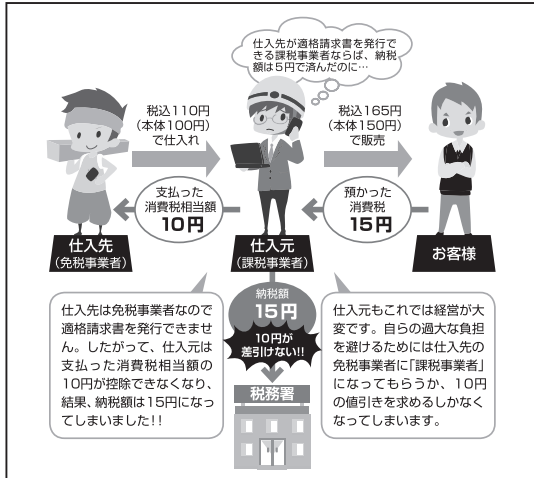 仕入先が適格請求書を発行で
きる課税事業者ならば、納税
額は5円で済んだのに…
税込110円
（本体100円）
で仕入れ
税込165円
（本体150円）
で販売
支払った
消費税相当額
10円
預かった
消費税
15円
仕入先
（免税事業者）
仕入元
（課税事業者）
お客様
納税額
15円
10円が
差引けない!!
税務署
仕入先は免税事業者なので
適格請求書を発行できませ
ん。したがって、仕入元は
支払った消費税相当額の
10円が控除できなくなり、
結果、納税額は15円になっ
てしまいました!!
仕入元もこれでは経営が大
変です。自らの過大な負担
を避けるためには仕入先の
免税事業者に「課税事業者」
になってもらうか、10円
の値引きを求めるしかなく
なってしまいます。